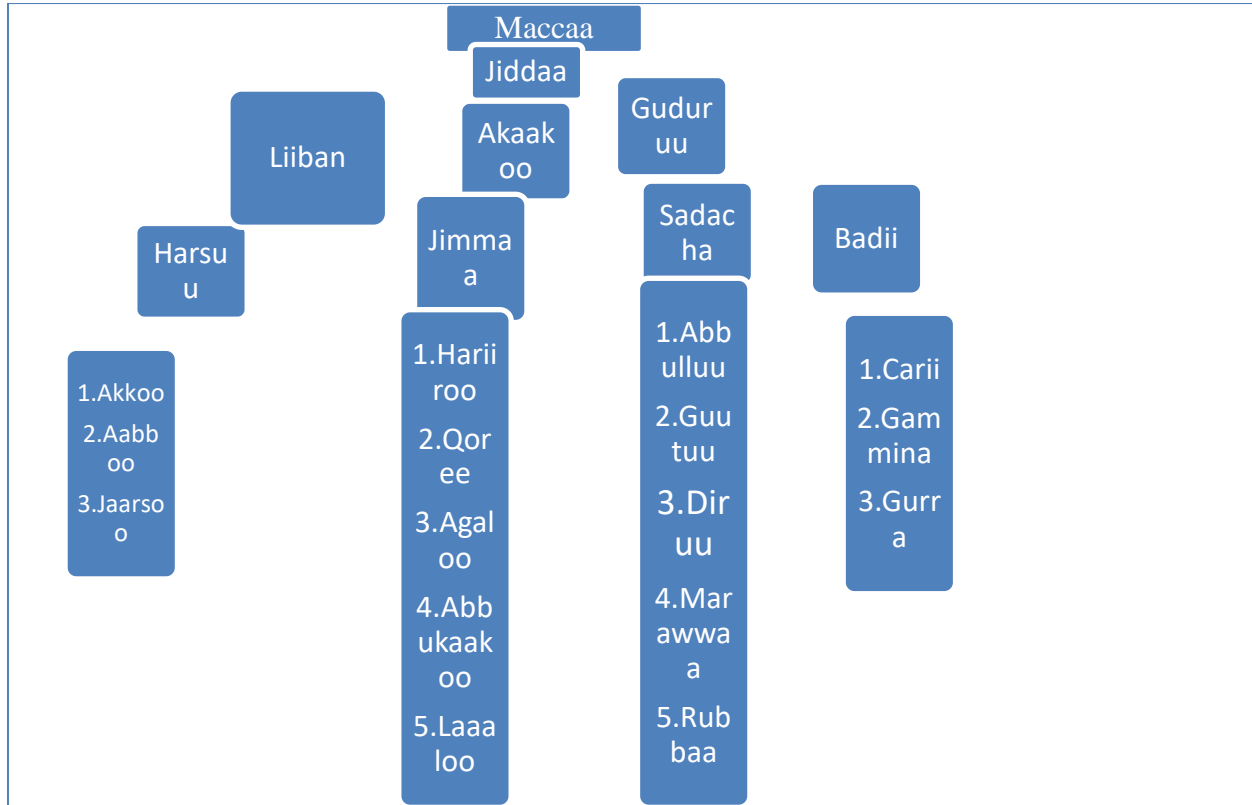 Maccaa
Jiddaa
Liiban
Akaak
oo
Gudur
uu
Harsu
u
Jimma
a
Sadac
ha
Badii
1.Akkoo
2.Aabb
oo
3.Jaarso
o
1.Harii
roo
2.Qor
ee
3.Agal
oo
4.Abb
ukaak
oo
5.Laaa
loo
1.Abb
ulluu
2.Guu
tuu
3.Dir
uu
4.Mar
awwa
a
5.Rub
baa
1.Carii
2.Gam
mina
3.Gurr
a